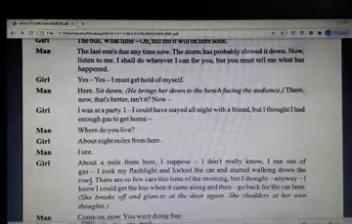 Girl The bus. What time – Oh, tell me it will be here soon.
Man The last one's due any time now. The storm has probably slowed it down. Now,
listen to me. I shall do whatever I can for you, but you must tell me what has
happened.
Girl Yes – Yes – I must get hold of myself.
Man Here. Sit down. (He brings her down to the bench facing the audience.) There,
now, that's better, isn't it? Now –
Girl I was at a party. I – I could have stayed all night with a friend, but I thought I had
enough gas to get home –
Man Where do you live?
Girl About eight miles from here.
Man I see.
Girl About a mile from here, I suppose – I don't really know, I ran out of
gas – I took my flashlight and locked the car and started walking down the
road. There are so few cars this time of the morning, but I thought – anyway – I
knew I could get the bus when it came along and then – go back for the car later.
(She breaks off and glances at the door again. She shudders at her own
thoughts.)
Man Come on, now. You were doing fine.